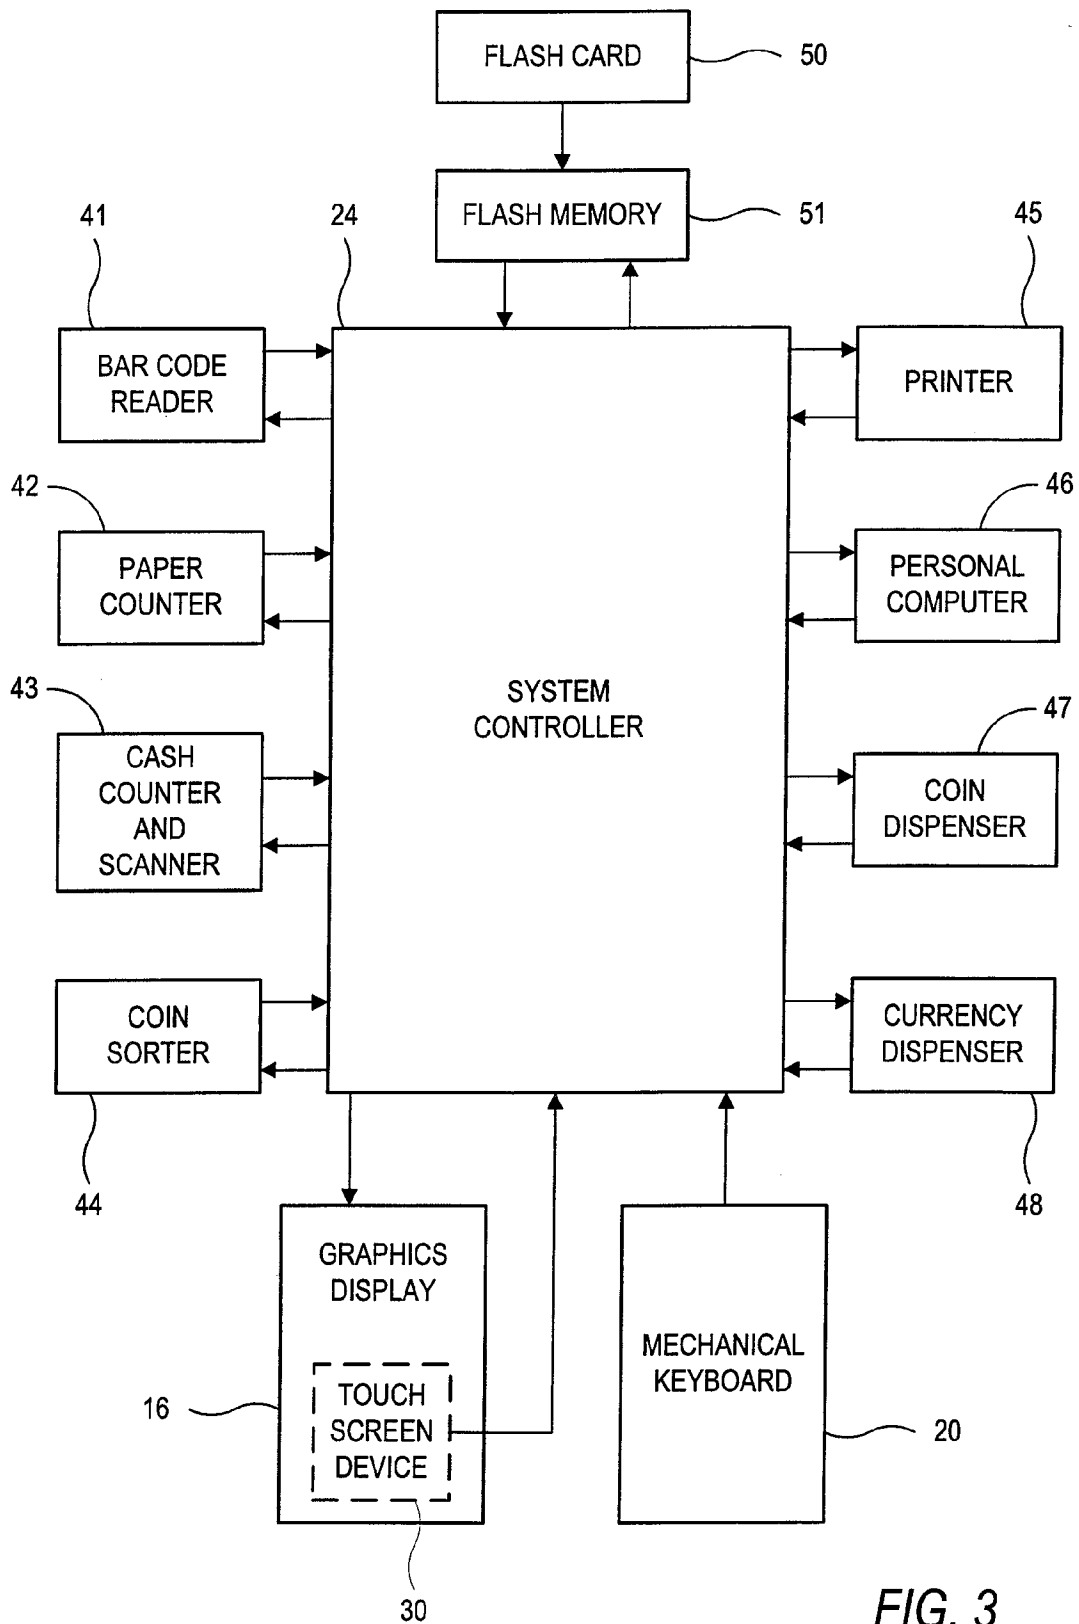 FLASH CARD
50
FLASH MEMORY
51
41
24
45
BAR CODE
READER
PRINTER
42
46
PAPER
COUNTER
PERSONAL
COMPUTER
43
47
SYSTEM
CONTROLLER
CASH
COUNTER
AND
SCANNER
COIN
DISPENSER
COIN
SORTER
CURRENCY
DISPENSER
44
48
GRAPHICS
DISPLAY
MECHANICAL
KEYBOARD
16
TOUCH
SCREEN
DEVICE
20
30
FIG. 3